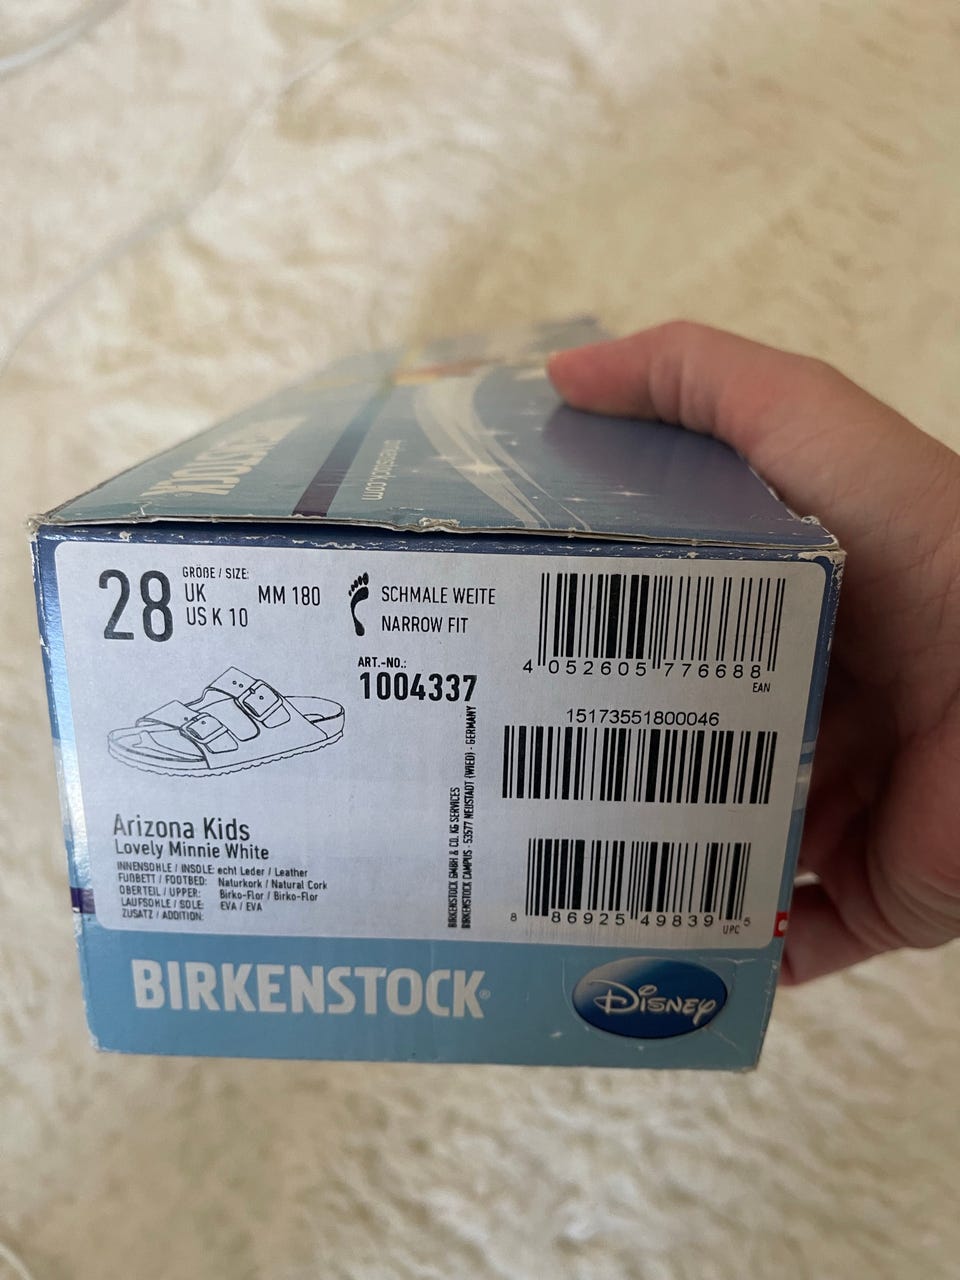 BIRKENSTOCK
birkenstock.com
28
GRÖßE / SIZE:
UK
US K 10
MM 180
SCHMALE WEITE
NARROW FIT
ART.-NO.:
1004337
4 052605 776688
EAN
15173551800046
8 86925 49839 5
UPC
Arizona Kids
Lovely Minnie White
INNENSOHLE / INSOLE: echt Leder / Leather
FUßBETT / FOOTBED: Naturkork / Natural Cork
OBERTEIL / UPPER: Birko-Flor / Birko-Flor
LAUFSOHLE / SOLE: EVA / EVA
ZUSATZ / ADDITION:
BIRKENSTOCK GMBH & CO. KG SERVICES
BIRKENSTOCK CAMPUS - 53577 NEUSTADT (WIED) - GERMANY
BIRKENSTOCK®
Disney